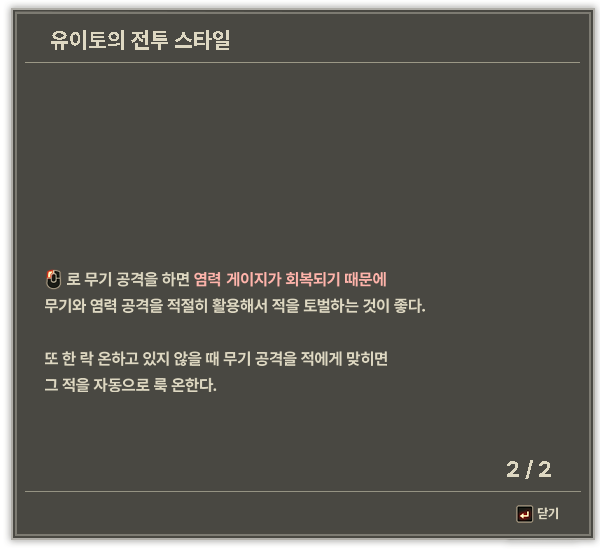 유이토의 전투 스타일
로 무기 공격을 하면 염력 게이지가 회복되기 때문에
무기와 염력 공격을 적절히 활용해서 적을 토벌하는 것이 좋다.
또 한 락 온하고 있지 않을 때 무기 공격을 적에게 맞히면
그 적을 자동으로 룩 온한다.
2 / 2
닫기